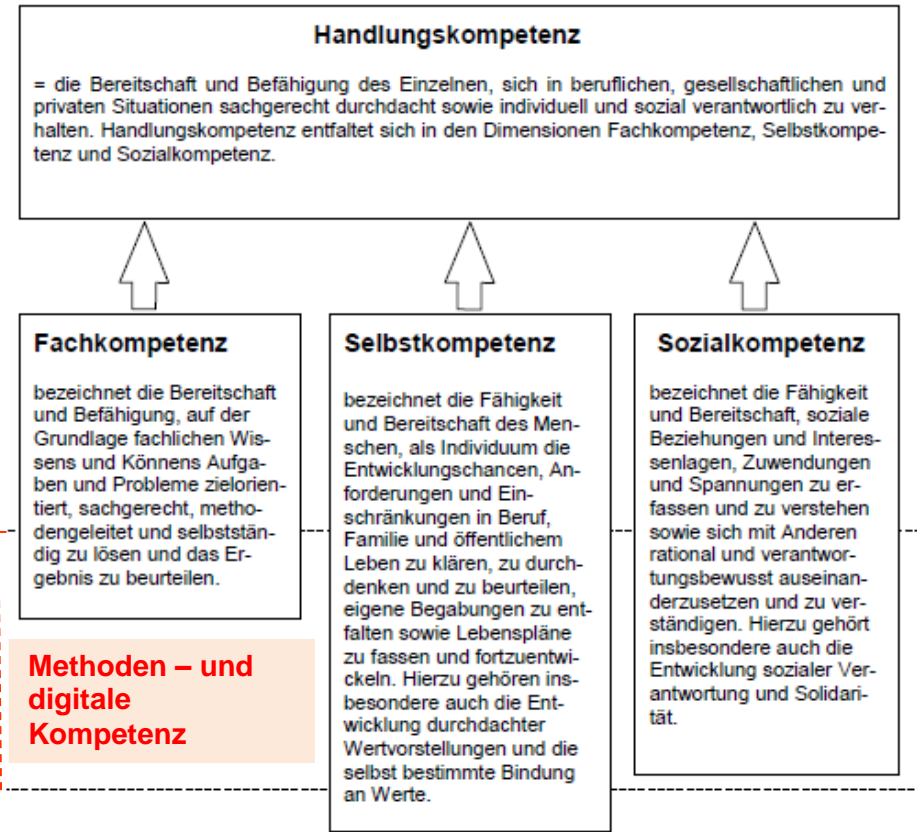 Handlungskompetenz
= die Bereitschaft und Befähigung des Einzelnen, sich in beruflichen, gesellschaftlichen und
privaten Situationen sachgerecht durchdacht sowie individuell und sozial verantwortlich zu ver-
halten. Handlungskompetenz entfaltet sich in den Dimensionen Fachkompetenz, Selbstkompe-
tenz und Sozialkompetenz.
Fachkompetenz
bezeichnet die Bereitschaft
und Befähigung, auf der
Grundlage fachlichen Wis-
sens und Könnens Aufga-
ben und Probleme zielorien-
tiert, sachgerecht, metho-
dengeleitet und selbststän-
dig zu lösen und das Er-
gebnis zu beurteilen.
Methoden – und
digitale
Kompetenz
Selbstkompetenz
bezeichnet die Fähigkeit
und Bereitschaft des Men-
schen, als Individuum die
Entwicklungschancen, An-
forderungen und Ein-
schränkungen in Beruf,
Familie und öffentlichem
Leben zu klären, zu durch-
denken und zu beurteilen,
eigene Begabungen zu ent-
falten sowie Lebenspläne
zu fassen und fortzuentwi-
ckeln. Hierzu gehören ins-
besondere auch die Ent-
wicklung durchdachter
Wertvorstellungen und die
selbst bestimmte Bindung
an Werte.
Sozialkompetenz
bezeichnet die Fähigkeit
und Bereitschaft, soziale
Beziehungen und Interes-
senlagen, Zuwendungen
und Spannungen zu er-
fassen und zu verstehen
sowie sich mit Anderen
rational und verantwor-
tungsbewusst auseinan-
derzusetzen und zu ver-
ständigen. Hierzu gehört
insbesondere auch die
Entwicklung sozialer Ver-
antwortung und Solidari-
tät.